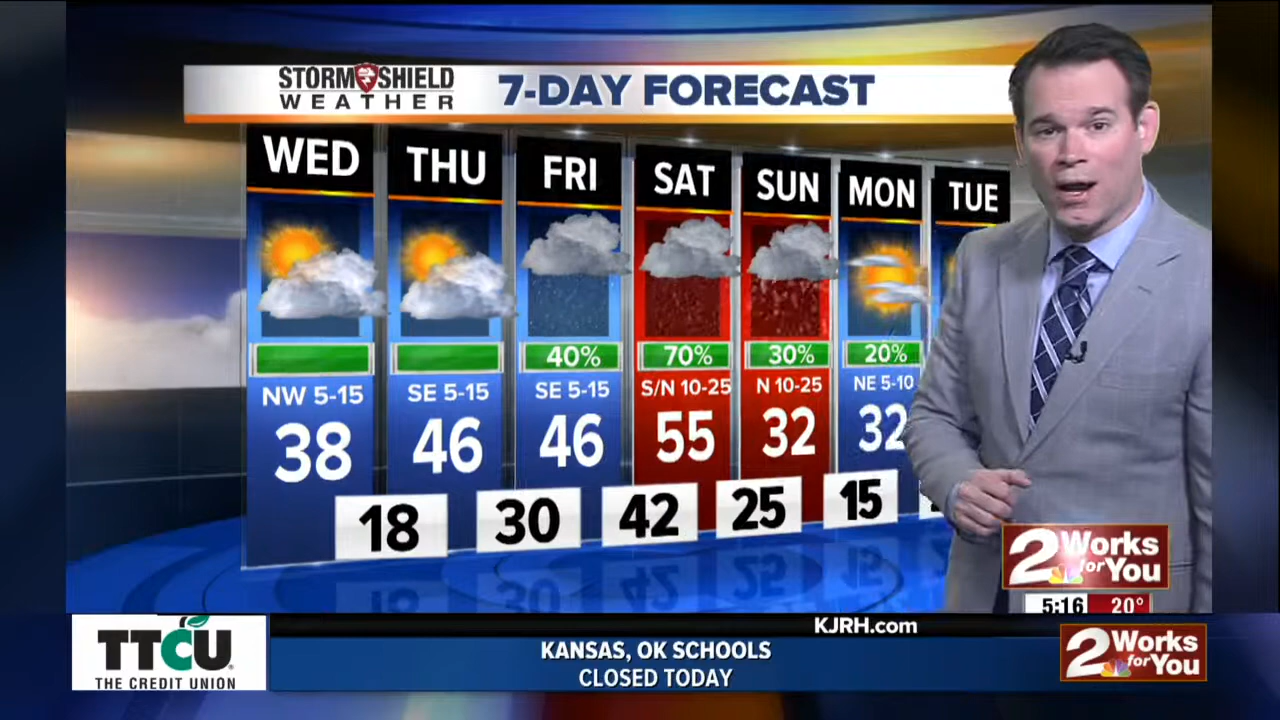 STORM SHIELD
WEATHER
7-DAY FORECAST
WED THU FRI SAT SUN MON TUE
40% 70% 30% 20%
NW 5-15 SE 5-15 SE 5-15 S/N 10-25 N 10-25 NE 5-10
38 46 46 55 32 32
18 30 42 25 15
2 Works for You
5:16 20°
KJRH.com
TTCU
THE CREDIT UNION
KANSAS, OK SCHOOLS
CLOSED TODAY
2 Works for You